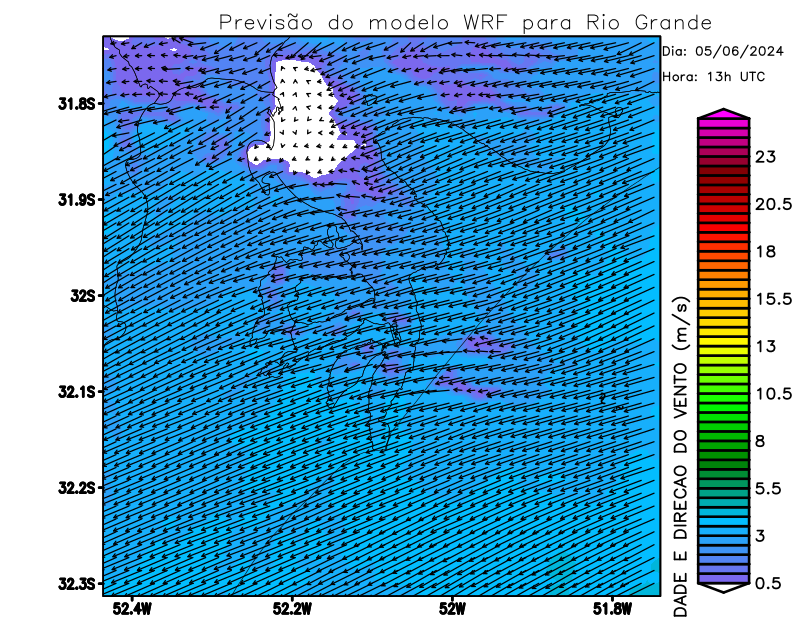 Previsão do modelo WRF para Rio Grande
Dia: 05/06/2024
Hora: 13h UTC
31.8S
31.9S
32S
32.1S
32.2S
32.3S
52.4W
52.2W
52W
51.8W
DADE E DIRECAO DO VENTO (m/s)
23
20.5
18
15.5
13
10.5
8
5.5
3
0.5